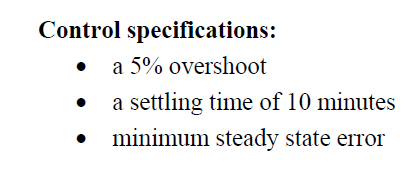 Control specifications:
• a 5% overshoot
• a settling time of 10 minutes
• minimum steady state error